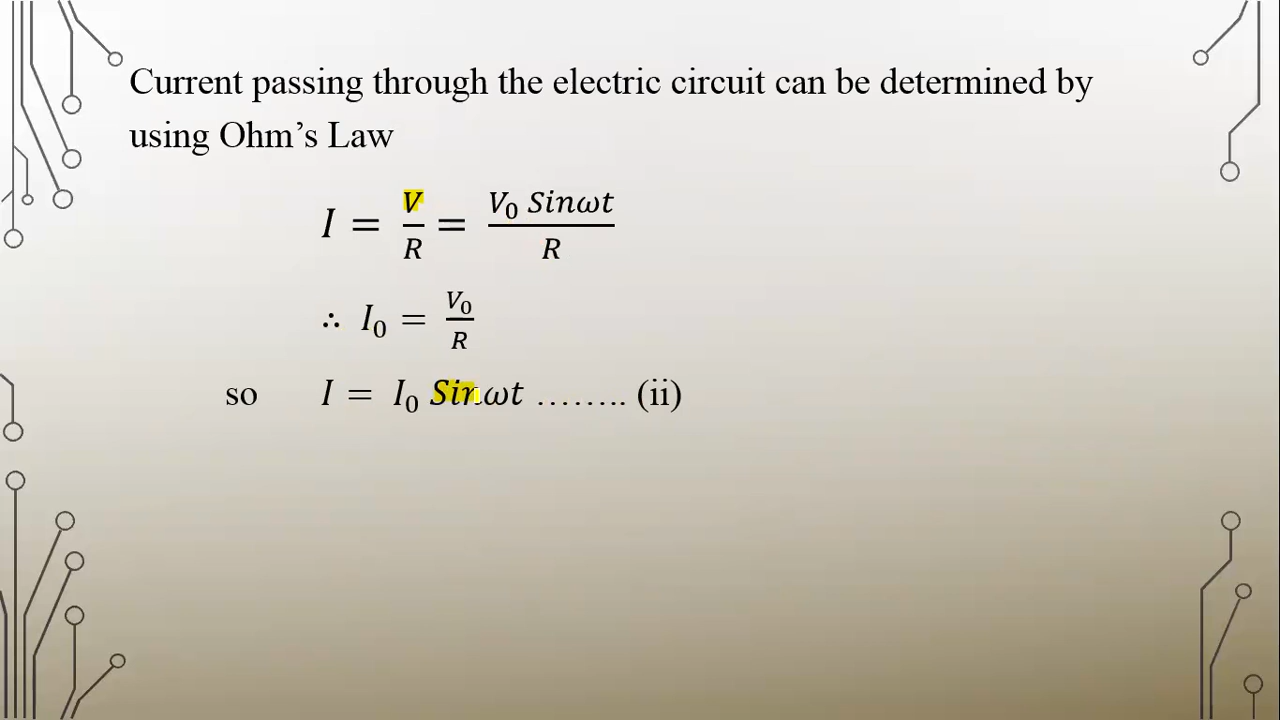 Current passing through the electric circuit can be determined by
using Ohm's Law
I = V/R = V₀ Sinωt/R
∴ I₀ = V₀/R
so I = I₀ Sinωt …….. (ii)